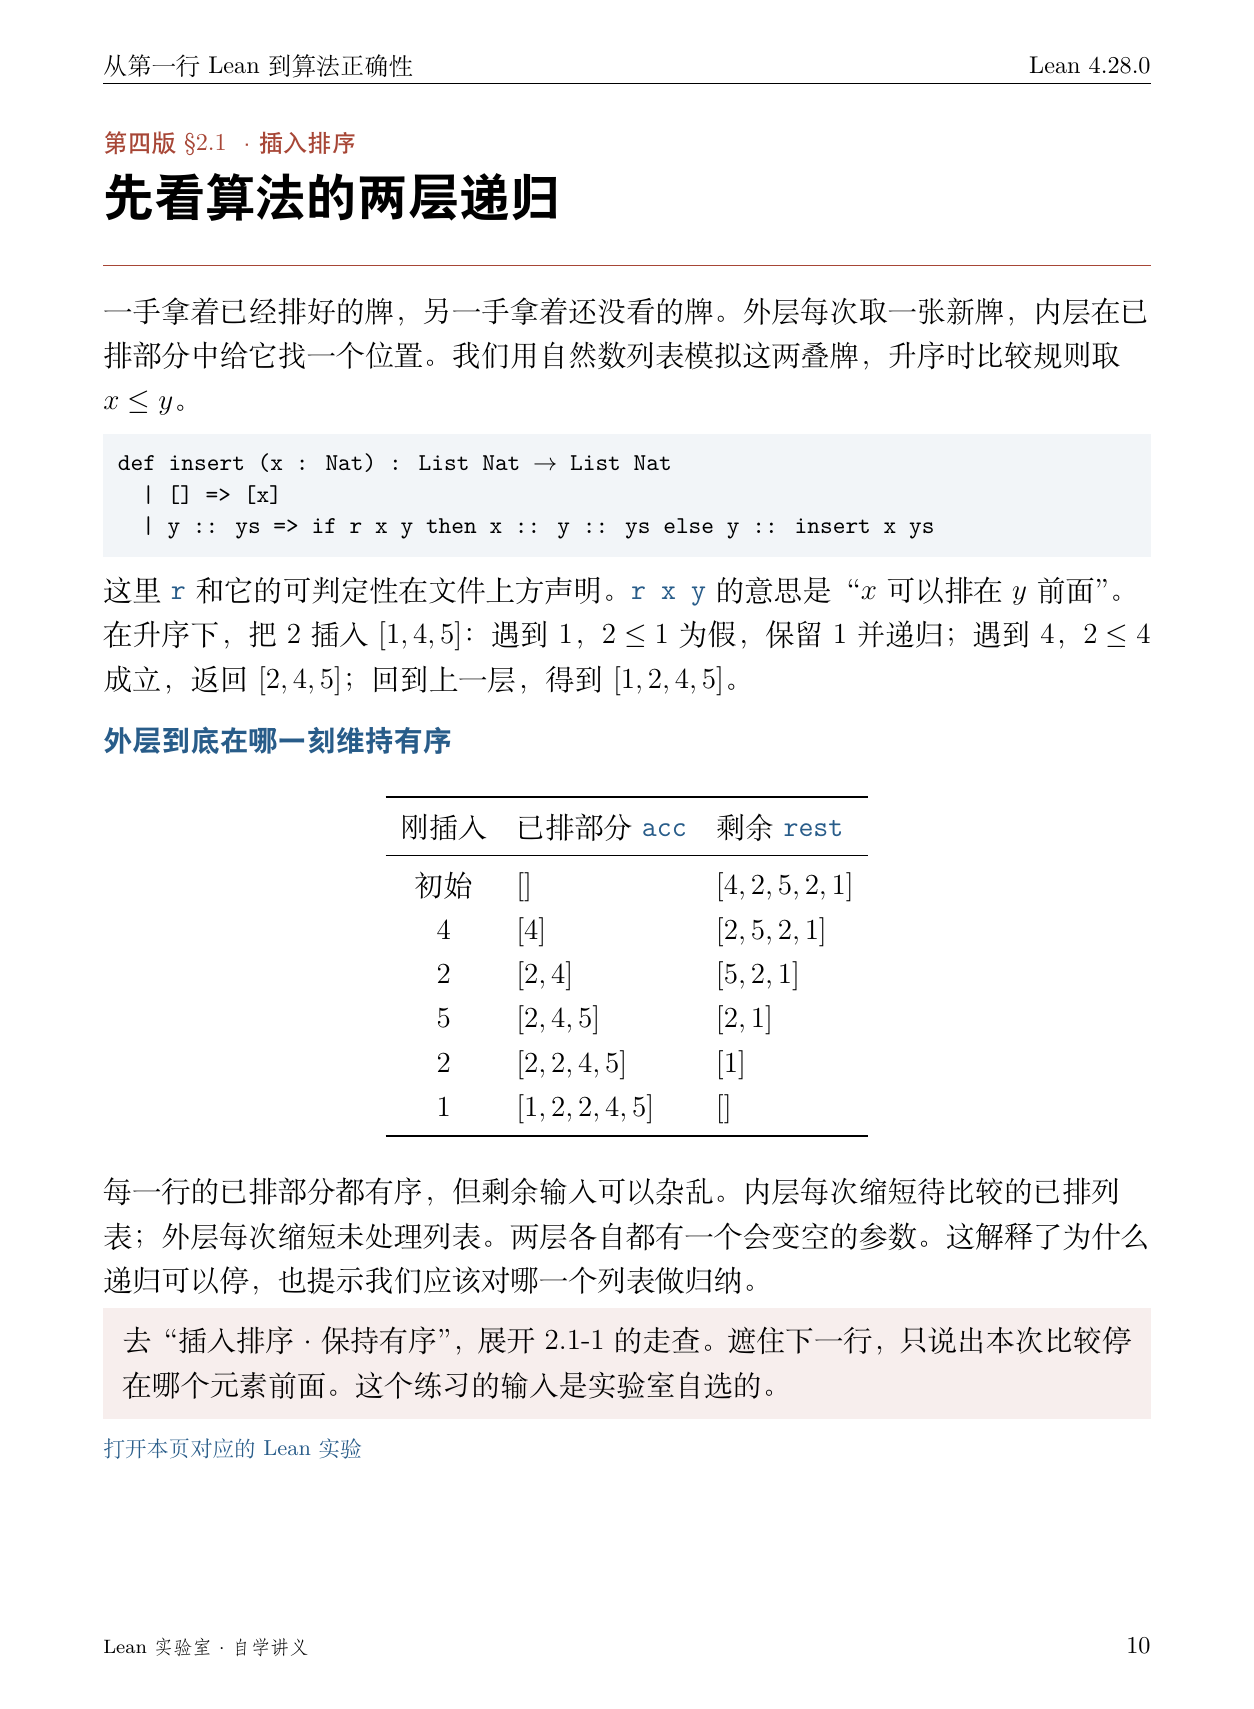 从第一行 Lean 到算法正确性 Lean 4.28.0
第四版 §2.1 · 插入排序
先看算法的两层递归
一手拿着已经排好的牌，另一手拿着还没看的牌。外层每次取一张新牌，内层在已
排部分中给它找一个位置。我们用自然数列表模拟这两叠牌，升序时比较规则取
x ≤ y。
def insert (x : Nat) : List Nat → List Nat
  | [] => [x]
  | y :: ys => if r x y then x :: y :: ys else y :: insert x ys
这里 r 和它的可判定性在文件上方声明。r x y 的意思是“x 可以排在 y 前面”。
在升序下，把 2 插入 [1, 4, 5]：遇到 1，2 ≤ 1 为假，保留 1 并递归；遇到 4，2 ≤ 4
成立，返回 [2, 4, 5]；回到上一层，得到 [1, 2, 4, 5]。
外层到底在哪一刻维持有序
刚插入 已排部分 acc 剩余 rest
初始 [] [4, 2, 5, 2, 1]
4 [4] [2, 5, 2, 1]
2 [2, 4] [5, 2, 1]
5 [2, 4, 5] [2, 1]
2 [2, 2, 4, 5] [1]
1 [1, 2, 2, 4, 5] []
每一行的已排部分都有序，但剩余输入可以杂乱。内层每次缩短待比较的已排列
表；外层每次缩短未处理列表。两层各自都有一个会变空的参数。这解释了为什么
递归可以停，也提示我们应该对哪一个列表做归纳。
去“插入排序 · 保持有序”，展开 2.1-1 的走查。遮住下一行，只说出本次比较停
在哪个元素前面。这个练习的输入是实验室自选的。
打开本页对应的 Lean 实验
Lean 实验室 · 自学讲义 10